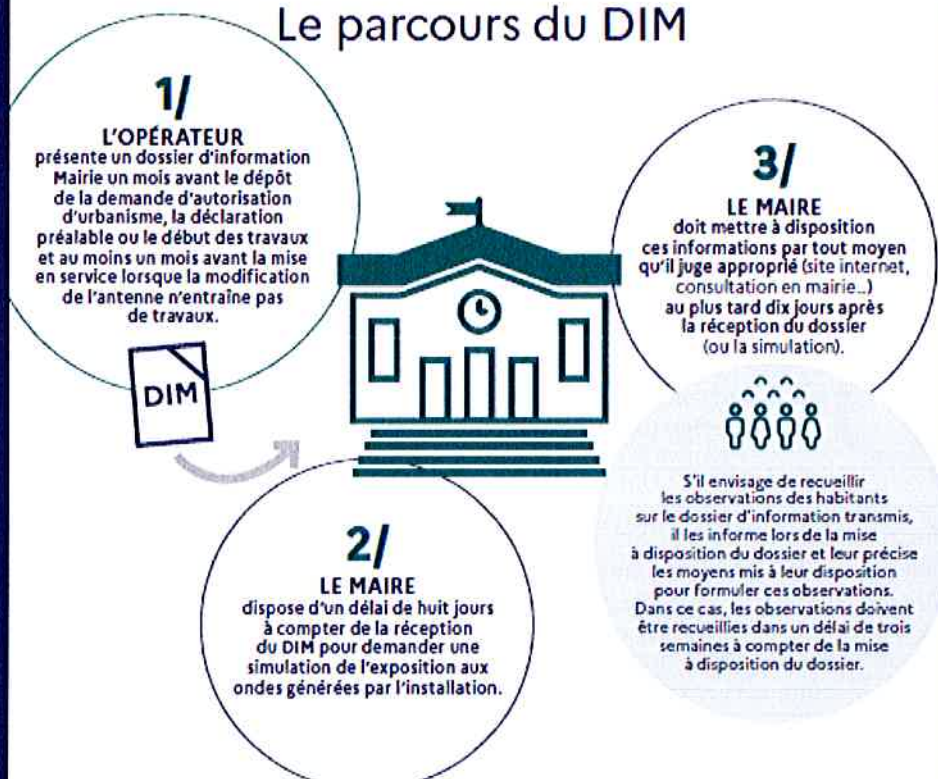 Le parcours du DIM
1/
L'OPÉRATEUR
présente un dossier d'information
Mairie un mois avant le dépôt
de la demande d'autorisation
d'urbanisme, la déclaration
préalable ou le début des travaux
et au moins un mois avant la mise
en service lorsque la modification
de l'antenne n'entraîne pas
de travaux.
DIM
2/
LE MAIRE
dispose d'un délai de huit jours
à compter de la réception
du DIM pour demander une
simulation de l'exposition aux
ondes générées par l'installation.
3/
LE MAIRE
doit mettre à disposition
ces informations par tout moyen
qu'il juge approprié (site internet,
consultation en mairie...)
au plus tard dix jours après
la réception du dossier
(ou la simulation).
S'il envisage de recueillir
les observations des habitants
sur le dossier d'information transmis,
il les informe lors de la mise
à disposition du dossier et leur précise
les moyens mis à leur disposition
pour formuler ces observations.
Dans ce cas, les observations doivent
être recueillies dans un délai de trois
semaines à compter de la mise
à disposition du dossier.